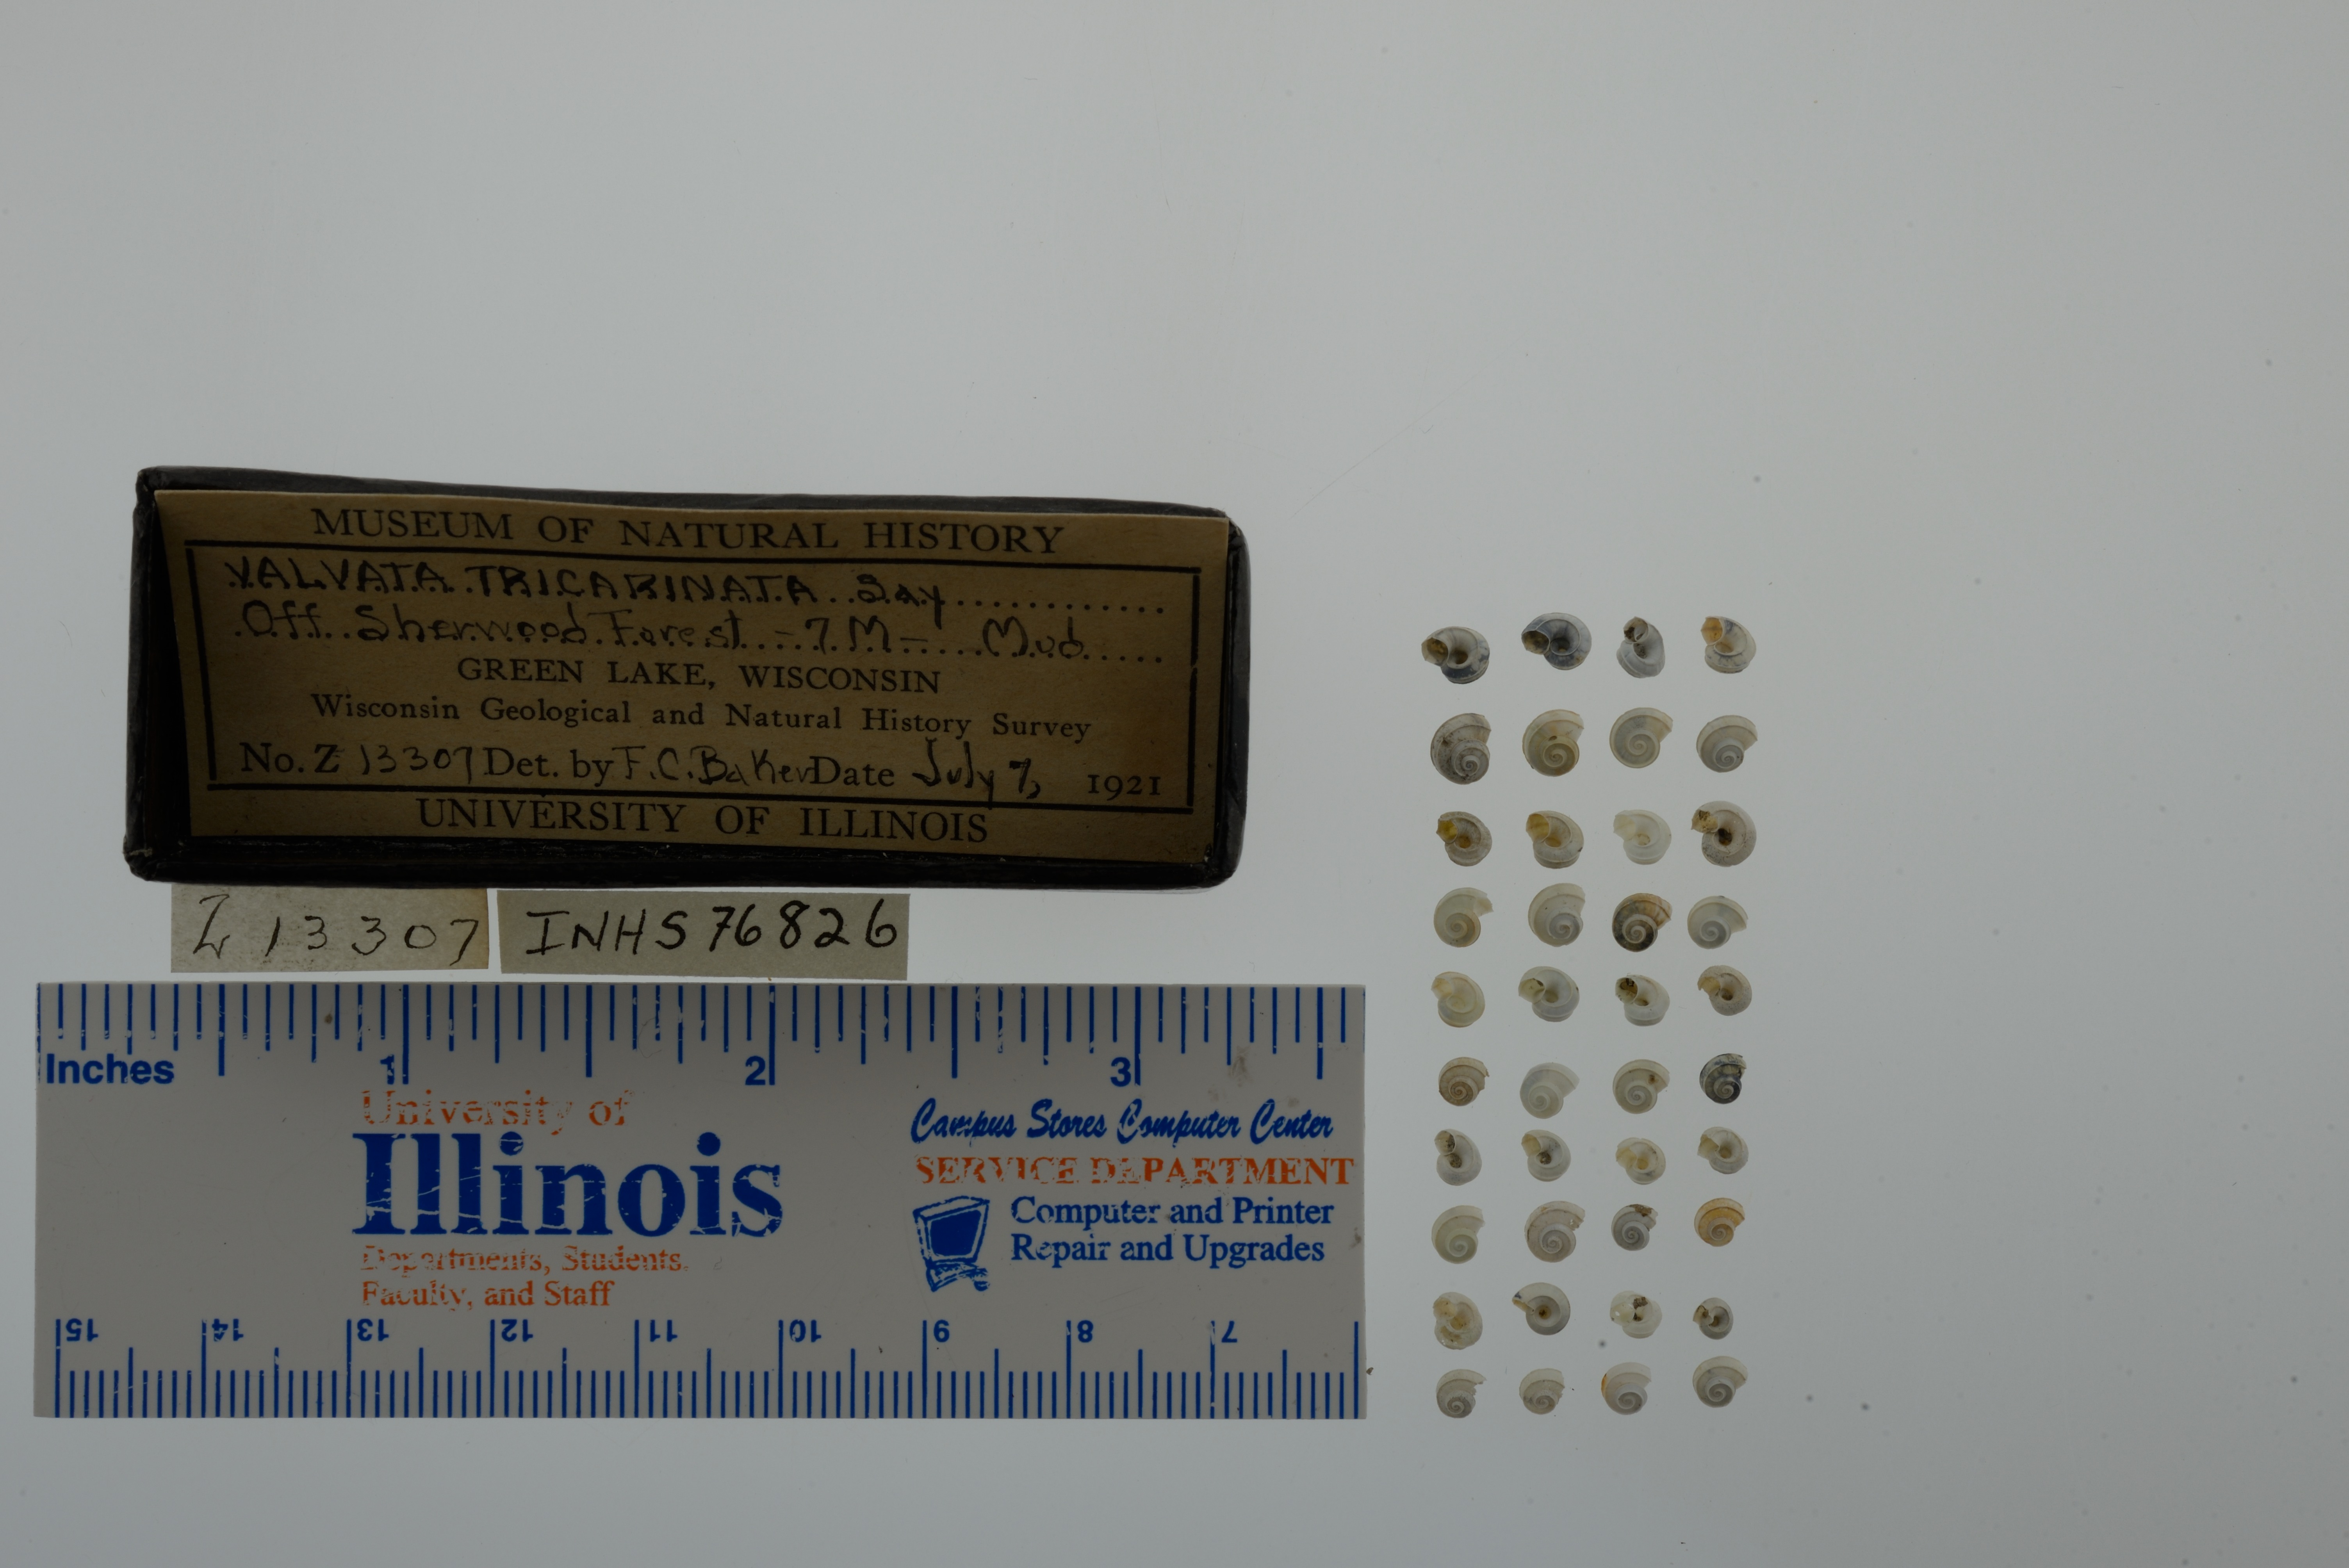 MUSEUM OF NATURAL HISTORY
VALVATA TRICARINATA Say
Off Sherwood Forest - 7 M - Mud
GREEN LAKE, WISCONSIN
Wisconsin Geological and Natural History Survey
No. Z 13307 Det. by F.C. Baker Date July 7, 1921
UNIVERSITY OF ILLINOIS
Z 13307
INHS 76826
Inches 1 2 3
University of
Illinois
Departments, Students,
Faculty, and Staff
Campus Stores Computer Center
SERVICE DEPARTMENT
Computer and Printer
Repair and Upgrades
15 14 13 12 11 10 9 8 7